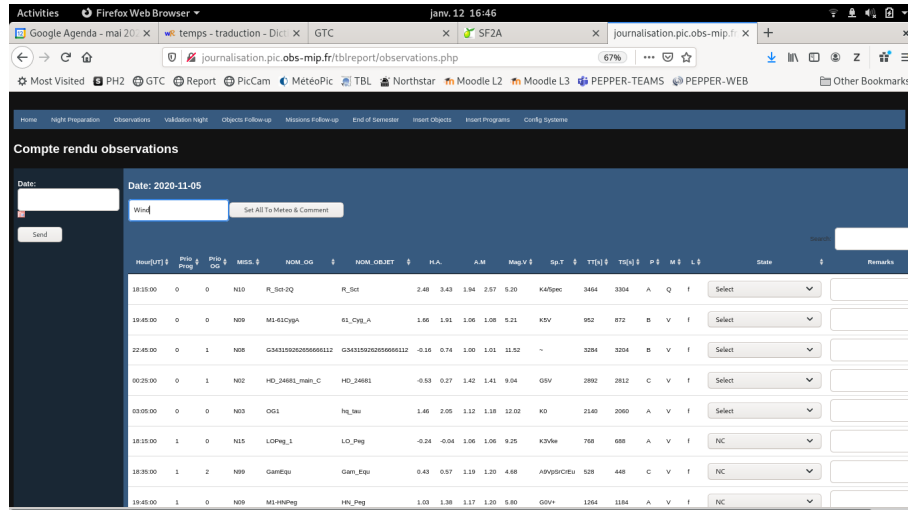 Activities Firefox Web Browser janv. 12 16:46
Google Agenda - mai 20 temps - traduction - Dict GTC SF2A journalisation.pic.obs-mip.fr
journalisation.pic.obs-mip.fr/tblreport/observations.php 67%
Most Visited PH2 GTC Report PicCam MétéoPic TBL Northstar Moodle L2 Moodle L3 PEPPER-TEAMS PEPPER-WEB Other Bookmarks
Home Night Preparation Observations Validation Night Objects Follow-up Missions Follow-up End of Semester Insert Objects Insert Programs Config Systeme
Compte rendu observations
Date:
Send
Date: 2020-11-05
Wind Set All To Meteo & Comment
Search:
Hour[UT] Prio Prog Prio OG MISS. NOM_OG NOM_OBJET H.A. A.M Mag.V Sp.T TT[s] TS[s] P M L State Remarks
18:15:00 0 0 N10 R_Sct-2Q R_Sct 2.48 3.43 1.94 2.57 5.20 K4/5pec 3464 3304 A Q f Select
19:45:00 0 0 N09 M1-61CygA 61_Cyg_A 1.66 1.91 1.06 1.08 5.21 K5V 952 872 B V f Select
22:45:00 0 1 N08 G343159262656666112 G343159262656666112 -0.16 0.74 1.00 1.01 11.52 ~ 3284 3204 B V f Select
00:25:00 0 1 N02 HD_24681_main_C HD_24681 -0.53 0.27 1.42 1.41 9.04 G5V 2892 2812 C V f Select
03:05:00 0 0 N03 OG1 hq_tau 1.46 2.05 1.12 1.18 12.02 K0 2140 2060 A V f Select
18:15:00 1 0 N15 LOPeg_1 LO_Peg -0.24 -0.04 1.06 1.06 9.25 K3Vke 768 688 A V f NC
18:35:00 1 2 N99 GamEqu Gam_Equ 0.43 0.57 1.19 1.20 4.68 A9VpSrCrEu 528 448 C V f NC
19:45:00 1 0 N09 M1-HNPeg HN_Peg 1.03 1.38 1.17 1.20 5.80 G0V+ 1264 1184 A V f NC